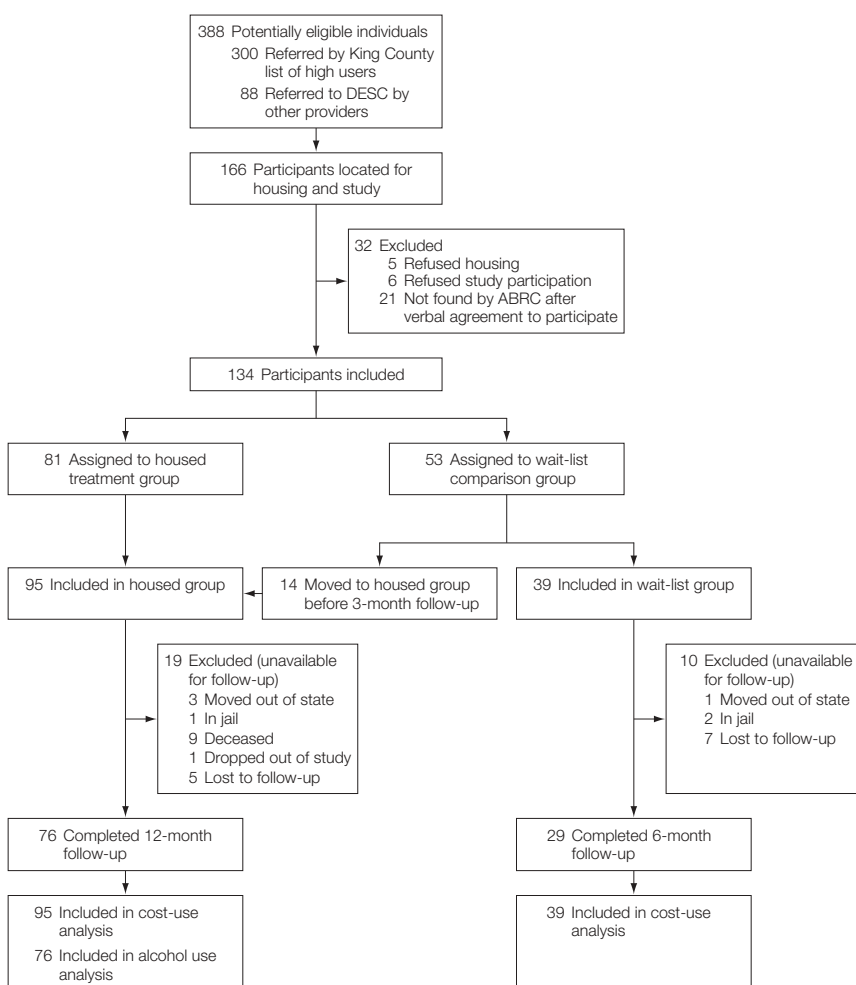 388 Potentially eligible individuals
300 Referred by King County
list of high users
88 Referred to DESC by
other providers
166 Participants located for
housing and study
32 Excluded
5 Refused housing
6 Refused study participation
21 Not found by ABRC after
verbal agreement to participate
134 Participants included
81 Assigned to housed
treatment group
53 Assigned to wait-list
comparison group
95 Included in housed group
14 Moved to housed group
before 3-month follow-up
39 Included in wait-list group
19 Excluded (unavailable
for follow-up)
3 Moved out of state
1 In jail
9 Deceased
1 Dropped out of study
5 Lost to follow-up
10 Excluded (unavailable
for follow-up)
1 Moved out of state
2 In jail
7 Lost to follow-up
76 Completed 12-month
follow-up
29 Completed 6-month
follow-up
95 Included in cost-use
analysis
76 Included in alcohol use
analysis
39 Included in cost-use
analysis